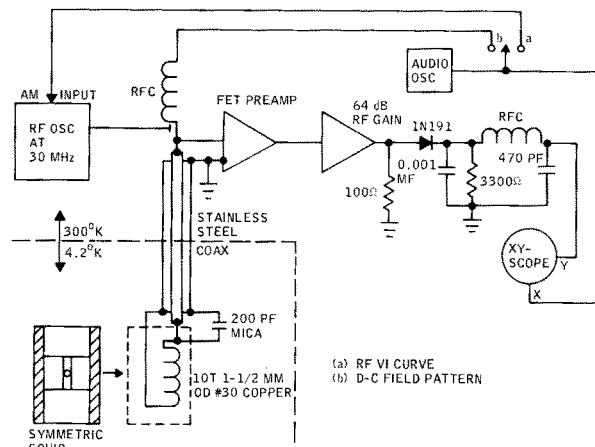 b
a
AM INPUT
RFC
AUDIO
OSC
FET PREAMP
64 dB
RF GAIN
1N191
RFC
RF OSC
AT
30 MHz
470 PF
0.001
MF
100Ω
3300Ω
300°K
4.2°K
STAINLESS
STEEL
COAX
XY-
SCOPE
Y
X
200 PF
MICA
10T 1-1/2 MM
OD #30 COPPER
(a) RF VI CURVE
(b) D-C FIELD PATTERN
SYMMETRIC
SQUID